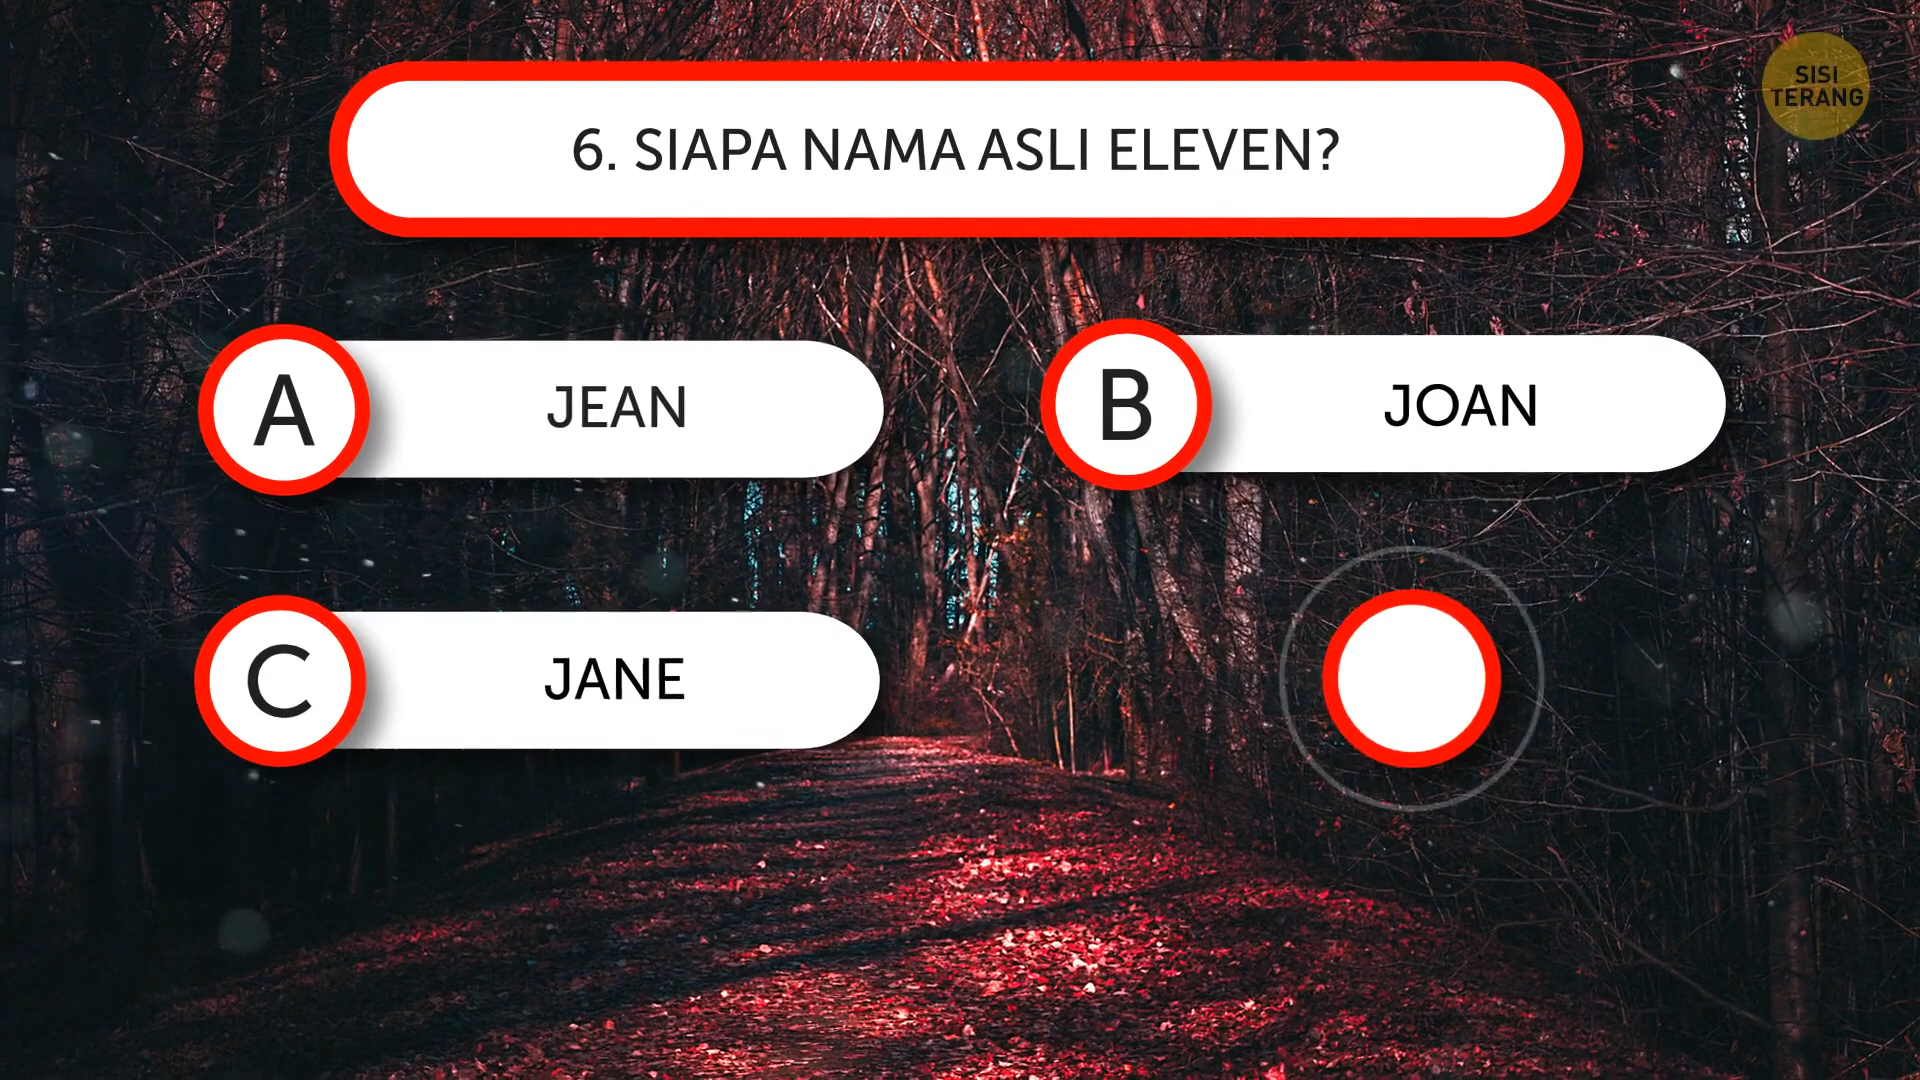 SISI
TERANG
6. SIAPA NAMA ASLI ELEVEN?
A
JEAN
B
JOAN
C
JANE